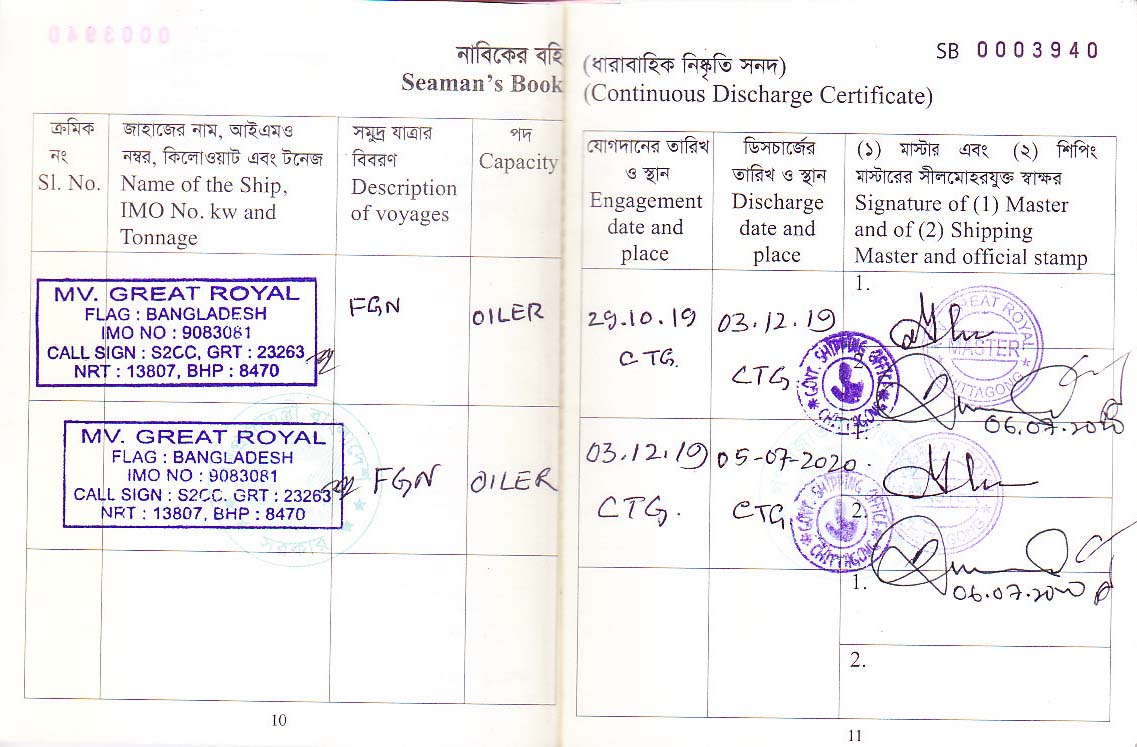 নাবিকের বহি
Seaman's Book
ক্রমিক
নং
Sl. No.
জাহাজের নাম, আইএমও
নম্বর, কিলোওয়াট এবং টনেজ
Name of the Ship,
IMO No. kw and
Tonnage
সমুদ্র যাত্রার
বিবরণ
Description
of voyages
পদ
Capacity
MV. GREAT ROYAL
FLAG : BANGLADESH
IMO NO : 9083081
CALL SIGN : S2CC, GRT : 23263
NRT : 13807, BHP : 8470
FGN
OILER
MV. GREAT ROYAL
FLAG : BANGLADESH
IMO NO : 9083081
CALL SIGN : S2CC. GRT : 23263
NRT : 13807, BHP : 8470
FGN
OILER
সরকার
10
SB 0003940
(ধারাবাহিক নিষ্কৃতি সনদ)
(Continuous Discharge Certificate)
যোগদানের তারিখ
ও স্থান
Engagement
date and
place
ডিসচার্জের
তারিখ ও স্থান
Discharge
date and
place
(১) মাস্টার এবং (২) শিপিং
মাস্টারের সীলমোহরযুক্ত স্বাক্ষর
Signature of (1) Master
and of (2) Shipping
Master and official stamp
29.10.19
CTG.
03.12.19
CTG
1.
GREAT ROYAL
MASTER
CHITTAGONG
2
GOVT. SHIPPING OFFICE
CHITTAGONG
06.07.2020
03.12.19
CTG.
05-07-2020.
CTG
1.
MASTER
2.
GOVT. SHIPPING OFFICE
CHITTAGONG
06.07.2020
1.
2.
11